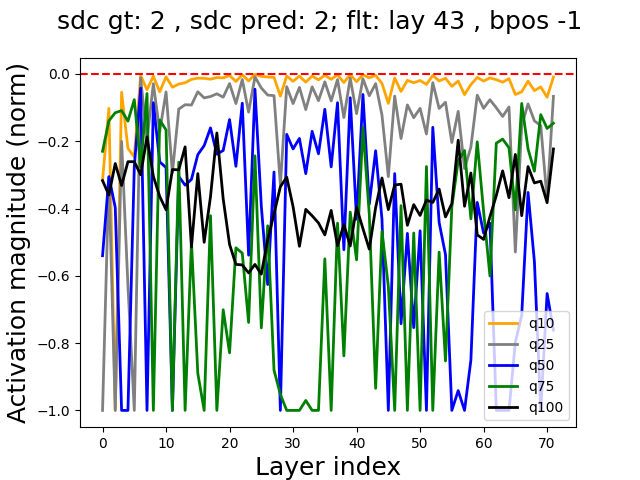 sdc gt: 2 , sdc pred: 2; flt: lay 43 , bpos -1
Activation magnitude (norm)
0.0
−0.2
−0.4
−0.6
−0.8
−1.0
q10
q25
q50
q75
q100
0 10 20 30 40 50 60 70
Layer index